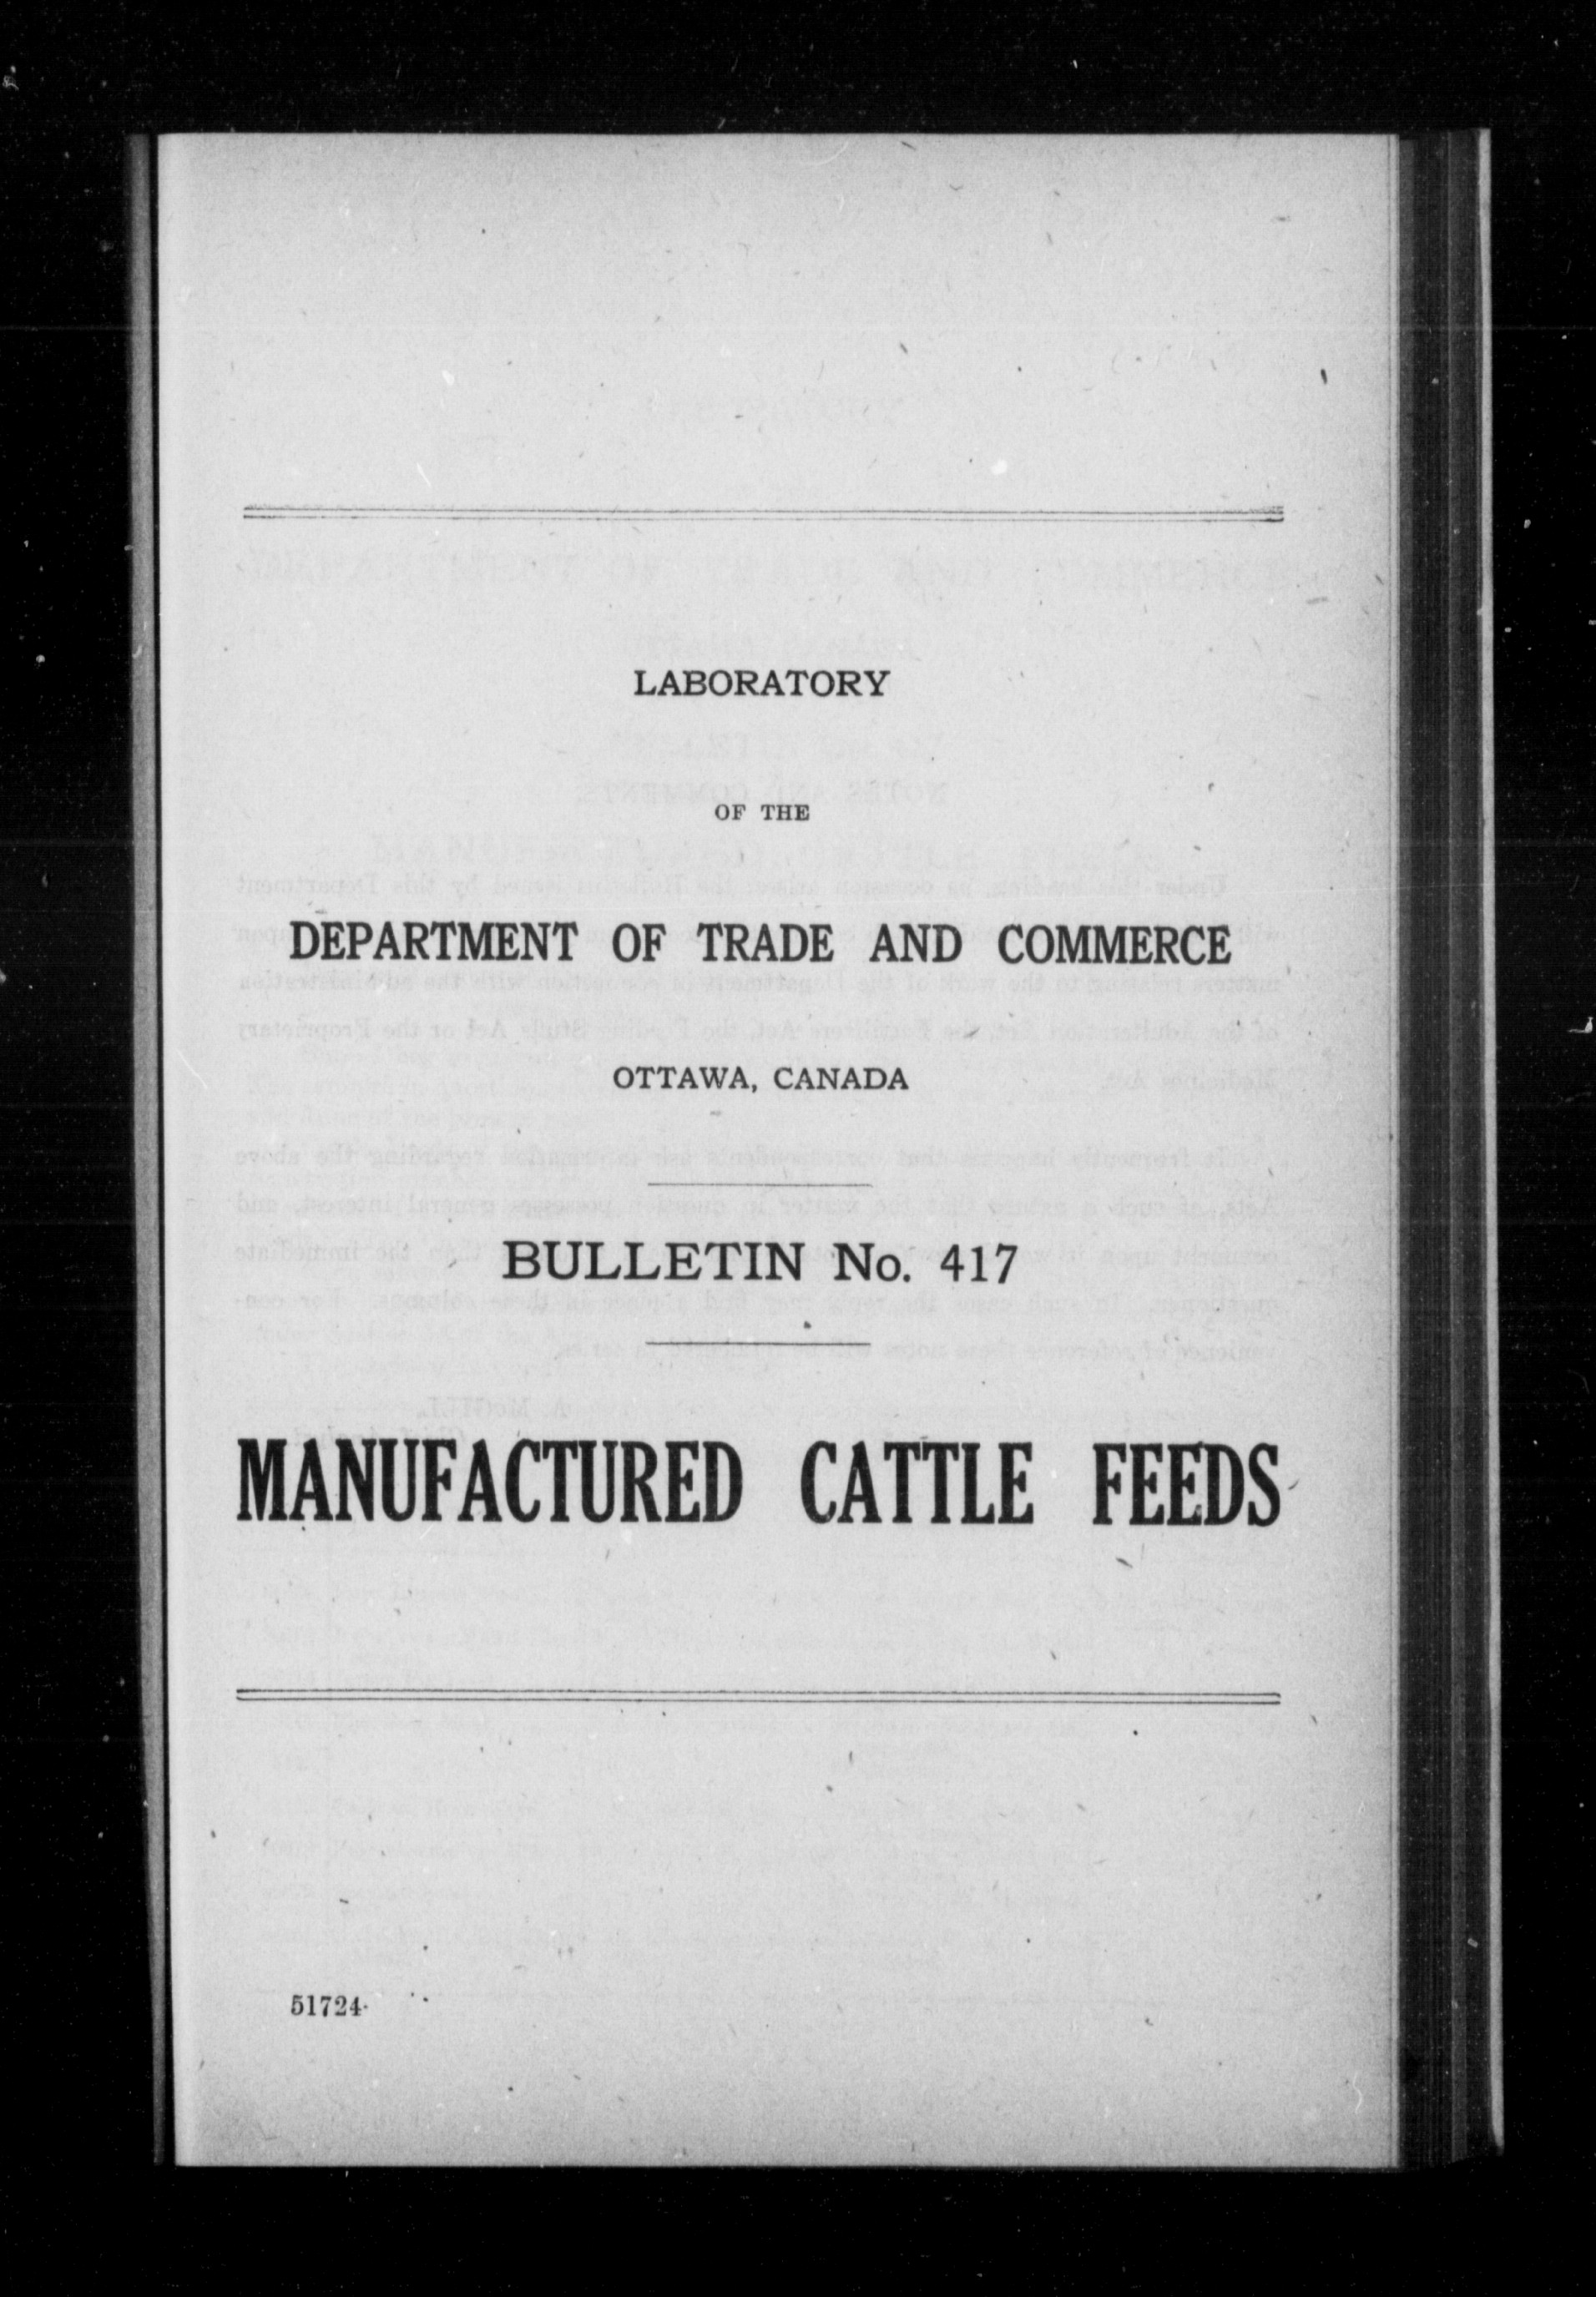 LABORATORY
OF THE
DEPARTMENT OF TRADE AND COMMERCE
OTTAWA, CANADA
BULLETIN No. 417
MANUFACTURED CATTLE FEEDS
51724